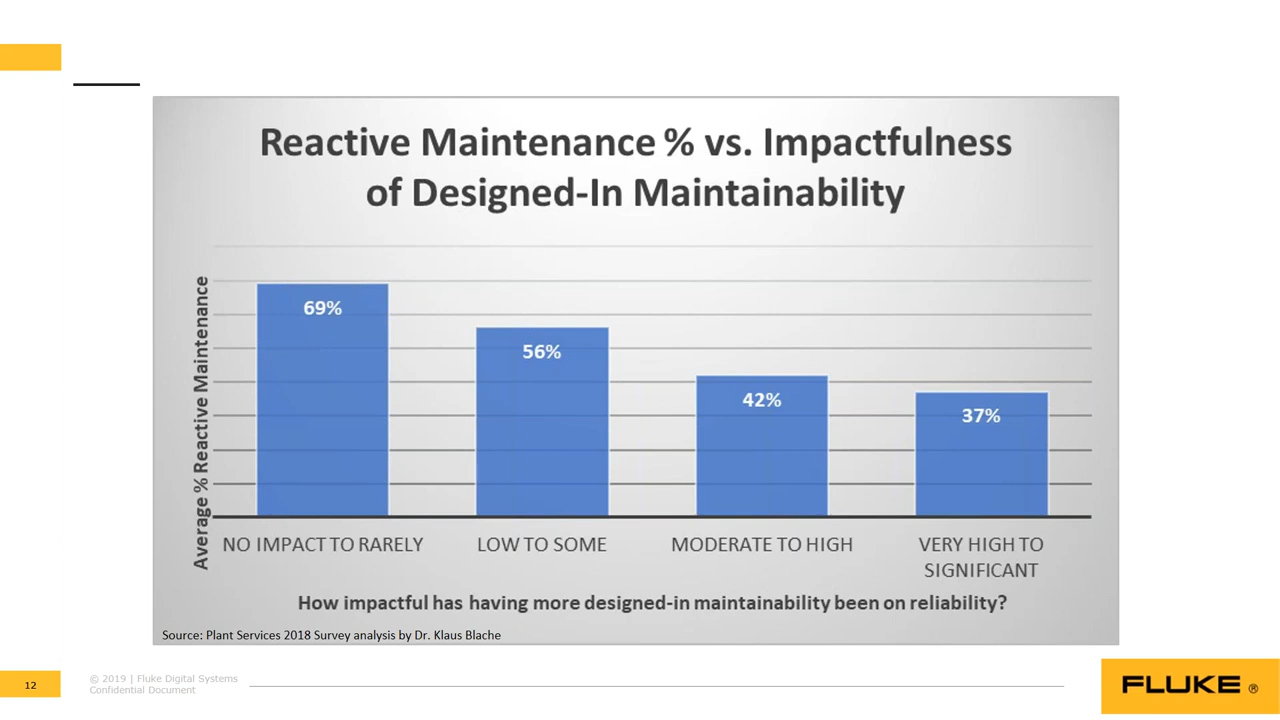 Reactive Maintenance % vs. Impactfulness
of Designed-In Maintainability
Average % Reactive Maintenance
69%
56%
42%
37%
NO IMPACT TO RARELY
LOW TO SOME
MODERATE TO HIGH
VERY HIGH TO
SIGNIFICANT
How impactful has having more designed-in maintainability been on reliability?
Source: Plant Services 2018 Survey analysis by Dr. Klaus Blache
12
© 2019 | Fluke Digital Systems
Confidential Document
FLUKE ®